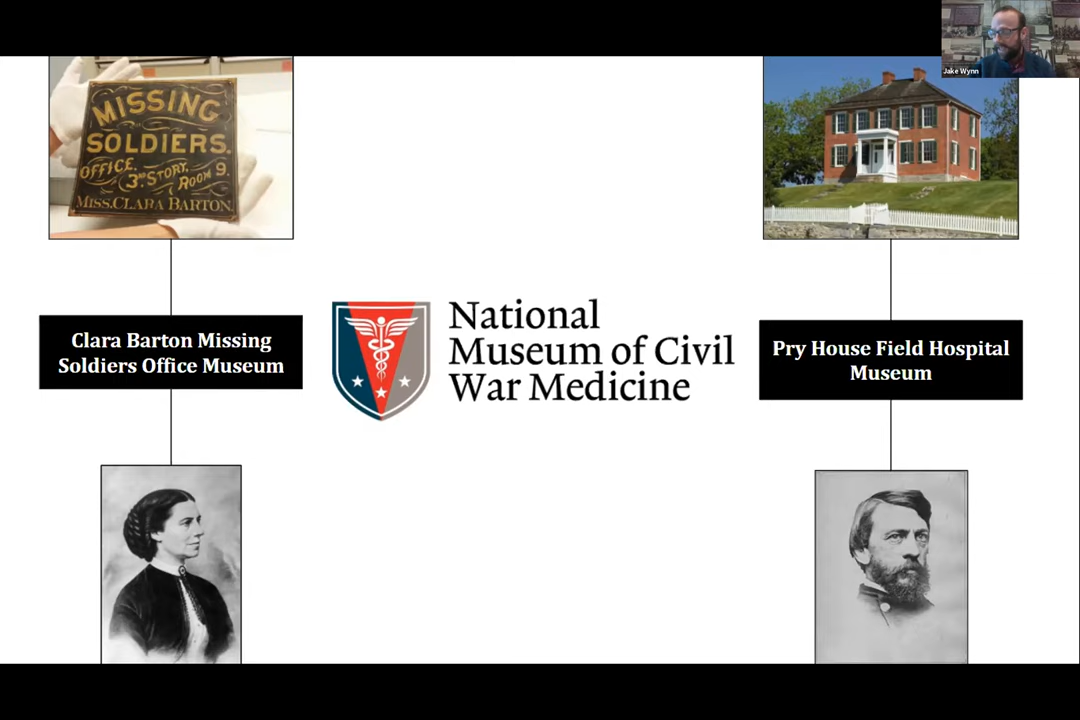 Jake Wynn
MISSING
SOLDIERS.
OFFICE.
3RD STORY.
ROOM 9.
MISS. CLARA BARTON.
Clara Barton Missing
Soldiers Office Museum
National
Museum of Civil
War Medicine
Pry House Field Hospital
Museum